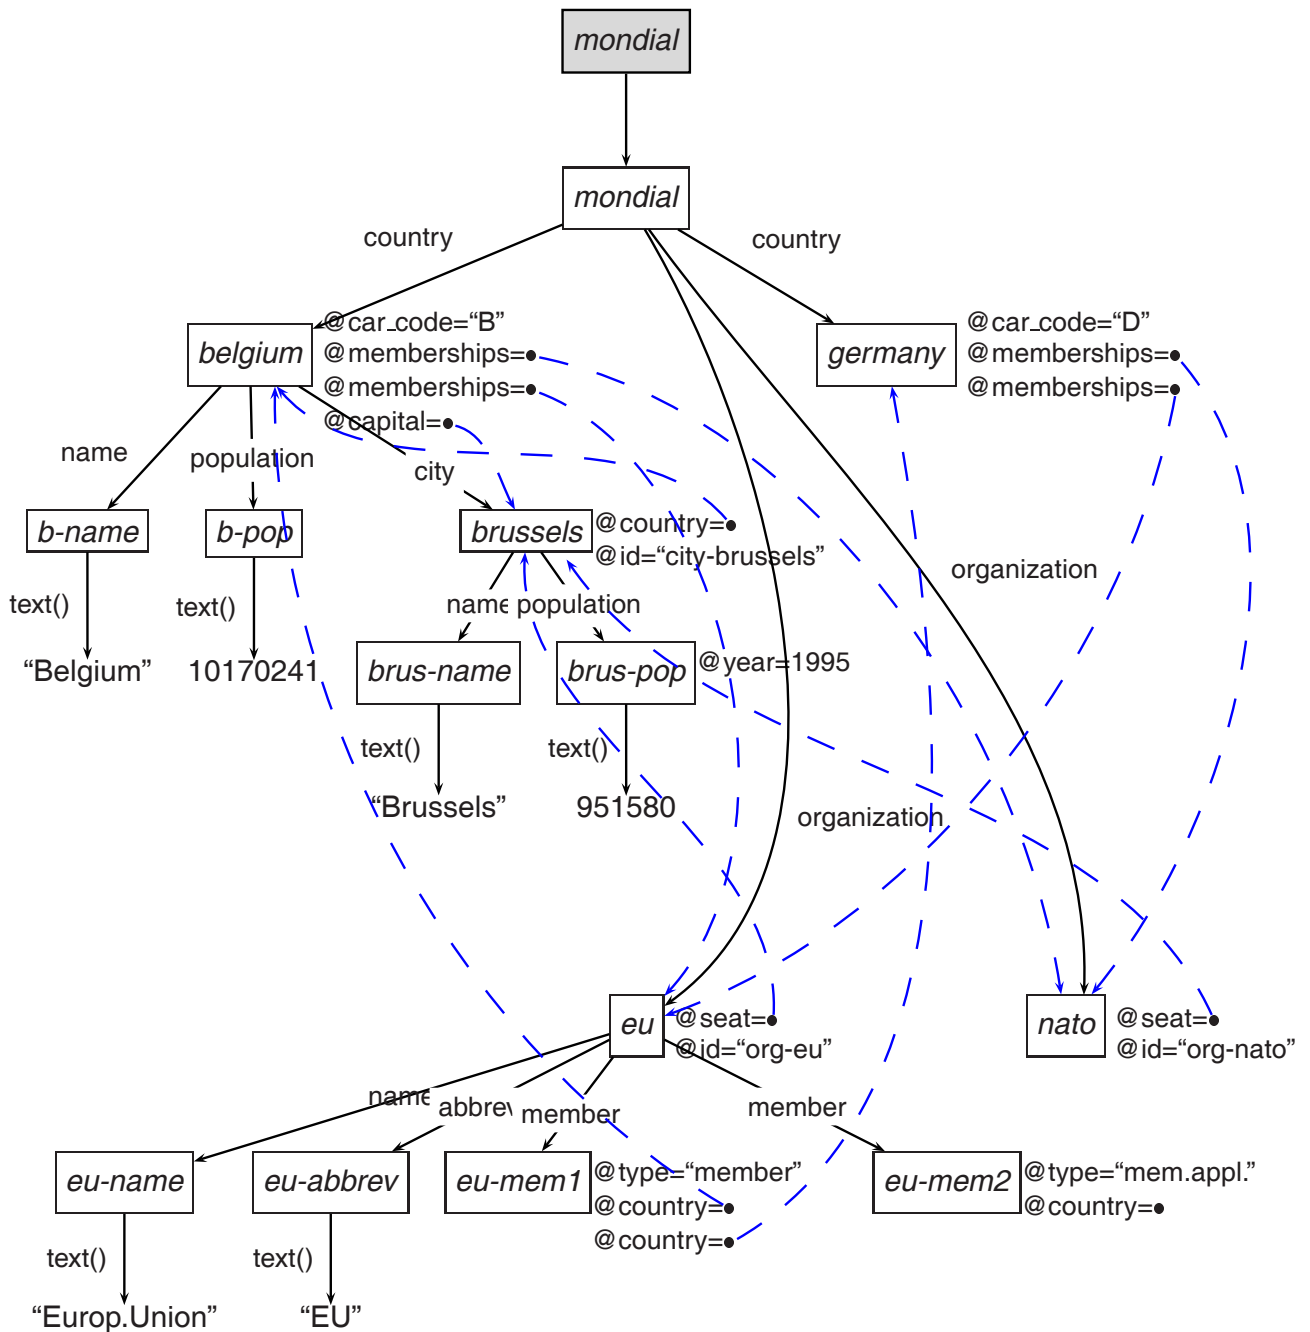 mondial
mondial
country
country
belgium
@car_code=“B”
@memberships=
@memberships=
@capital=
germany
@car_code=“D”
@memberships=
@memberships=
name
population
city
b-name
b-pop
brussels
@country=
@id=“city-brussels”
organization
text()
text()
name
population
“Belgium”
10170241
brus-name
brus-pop
@year=1995
text()
text()
“Brussels”
951580
organization
eu
@seat=
@id=“org-eu”
nato
@seat=
@id=“org-nato”
name
abbrev
member
member
eu-name
eu-abbrev
eu-mem1
@type=“member”
@country=
@country=
eu-mem2
@type=“mem.appl.”
@country=
text()
text()
“Europ.Union”
“EU”